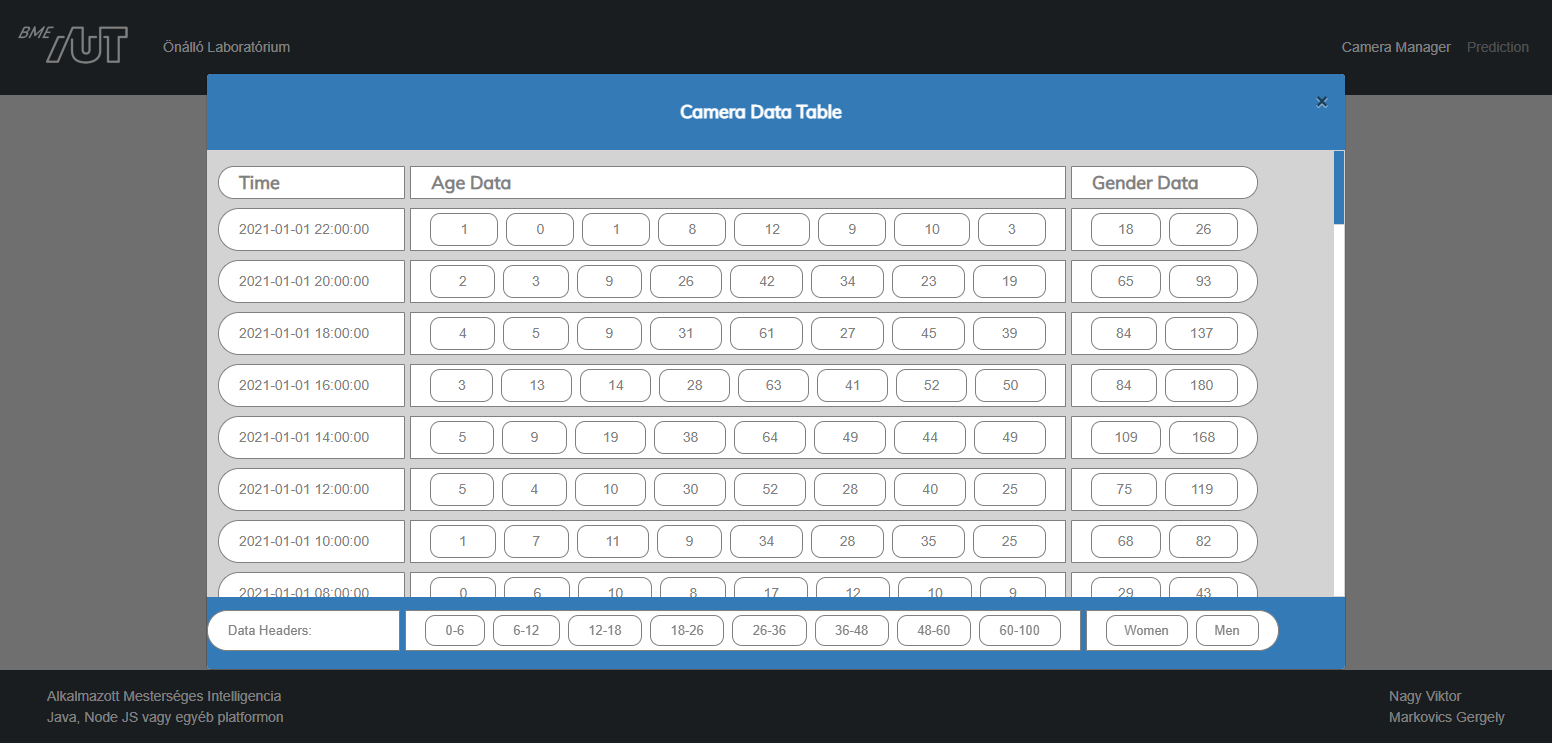 BME AUT Önálló Laboratórium Camera Manager Prediction
Camera Data Table ×
Time Age Data Gender Data
2021-01-01 22:00:00 1 0 1 8 12 9 10 3 18 26
2021-01-01 20:00:00 2 3 9 26 42 34 23 19 65 93
2021-01-01 18:00:00 4 5 9 31 61 27 45 39 84 137
2021-01-01 16:00:00 3 13 14 28 63 41 52 50 84 180
2021-01-01 14:00:00 5 9 19 38 64 49 44 49 109 168
2021-01-01 12:00:00 5 4 10 30 52 28 40 25 75 119
2021-01-01 10:00:00 1 7 11 9 34 28 35 25 68 82
2021-01-01 08:00:00 0 6 10 8 17 12 10 9 29 43
Data Headers: 0-6 6-12 12-18 18-26 26-36 36-48 48-60 60-100 Women Men
Alkalmazott Mesterséges Intelligencia Nagy Viktor
Java, Node JS vagy egyéb platformon Markovics Gergely